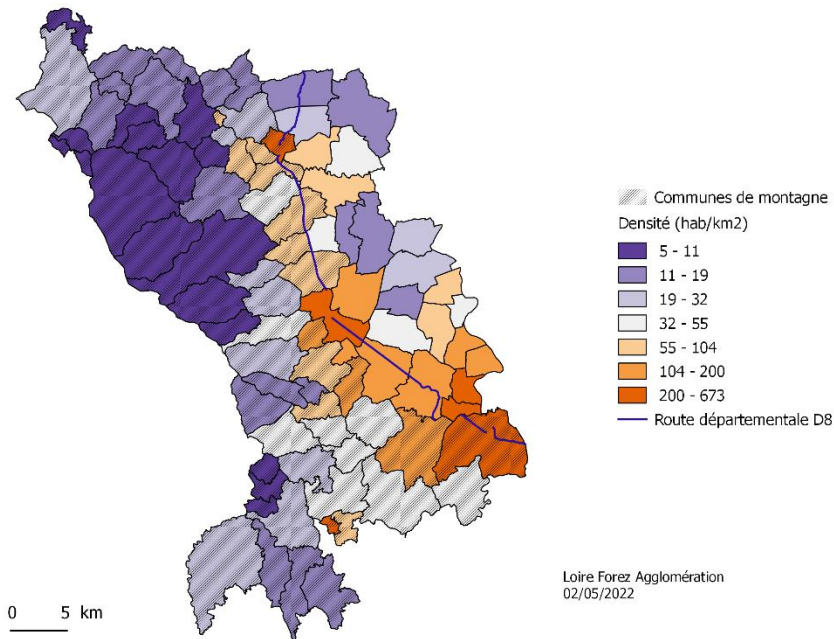 Communes de montagne
Densité (hab/km2)
5 - 11
11 - 19
19 - 32
32 - 55
55 - 104
104 - 200
200 - 673
Route départementale D8
Loire Forez Agglomération
02/05/2022
0 5 km